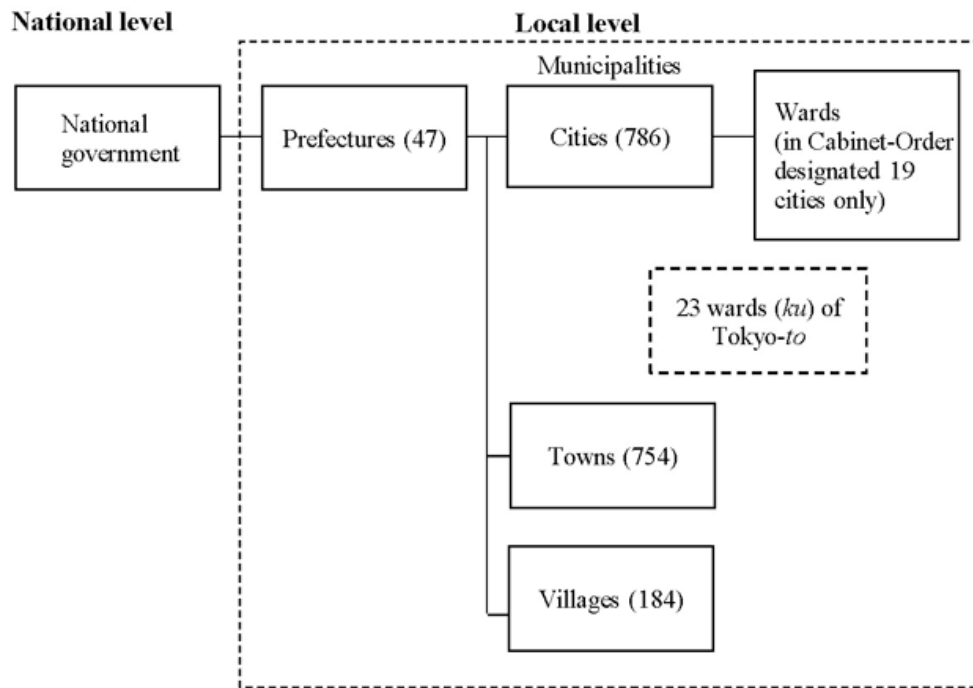 National level
Local level
Municipalities
National
government
Prefectures (47)
Cities (786)
Wards
(in Cabinet-Order
designated 19
cities only)
23 wards (ku) of
Tokyo-to
Towns (754)
Villages (184)